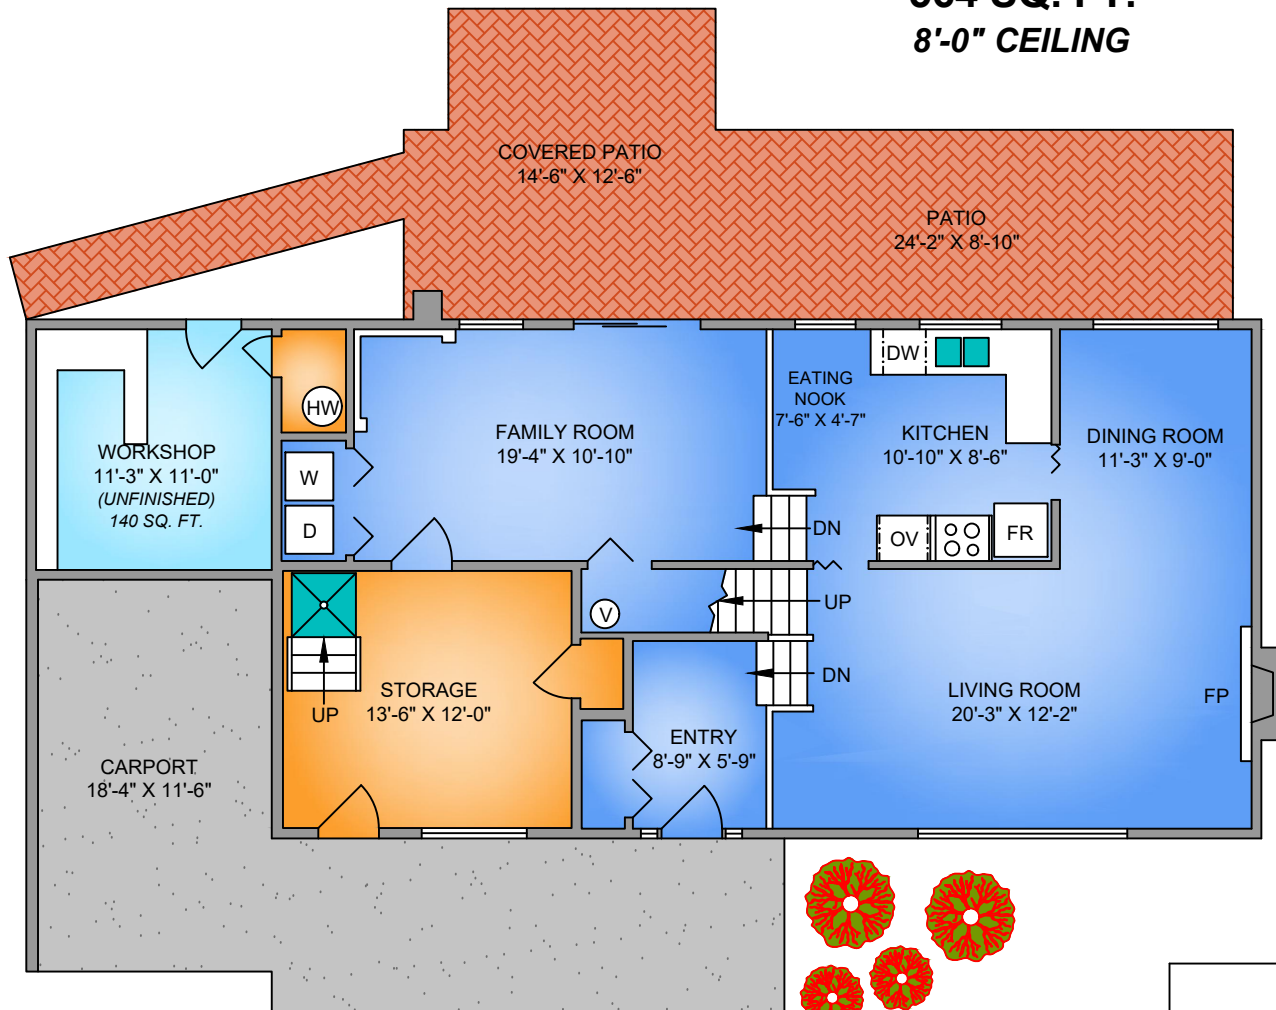 8'-0" CEILING
COVERED PATIO
14'-6" X 12'-6"
PATIO
24'-2" X 8'-10"
DW
EATING
NOOK
7'-6" X 4'-7"
HW
FAMILY ROOM
19'-4" X 10'-10"
KITCHEN
10'-10" X 8'-6"
DINING ROOM
11'-3" X 9'-0"
WORKSHOP
11'-3" X 11'-0"
(UNFINISHED)
140 SQ. FT.
W
D
DN
OV
FR
UP
V
DN
STORAGE
13'-6" X 12'-0"
UP
LIVING ROOM
20'-3" X 12'-2"
FP
ENTRY
8'-9" X 5'-9"
CARPORT
18'-4" X 11'-6"